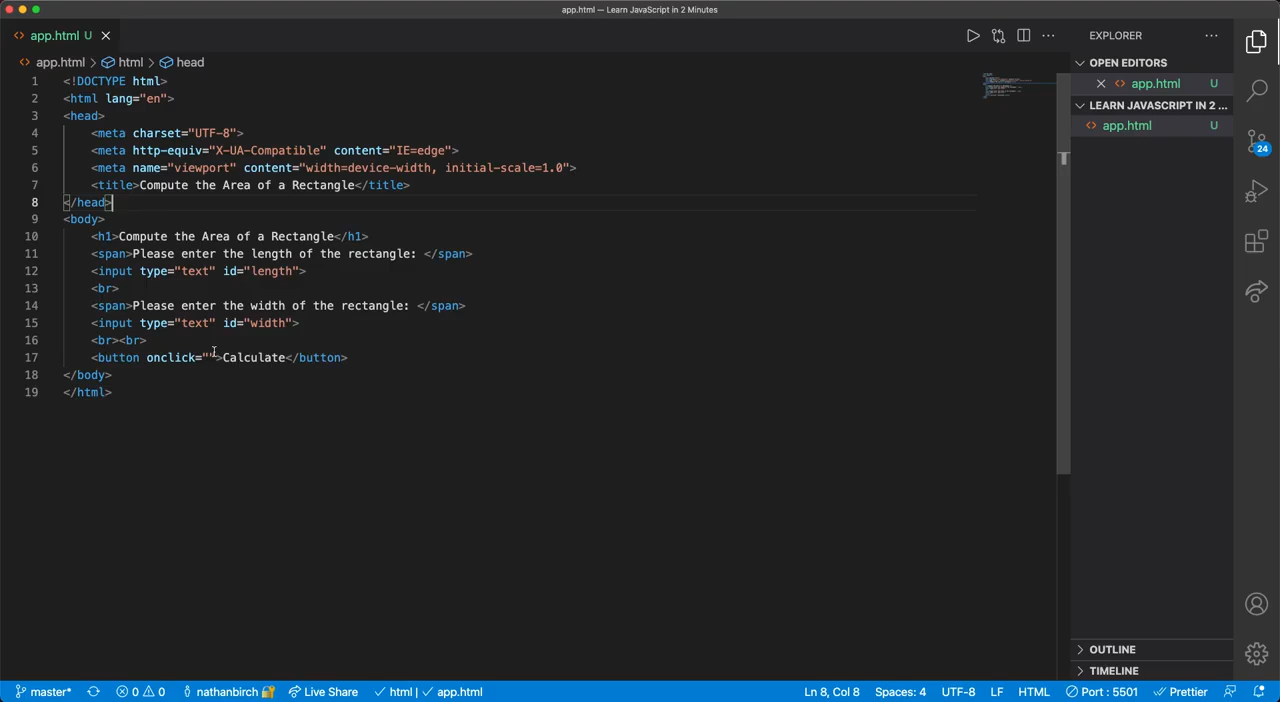 app.html — Learn JavaScript in 2 Minutes
<> app.html U ×
EXPLORER
<> app.html > html > head
OPEN EDITORS
× <> app.html U
LEARN JAVASCRIPT IN 2 ...
<> app.html U
24
1 <!DOCTYPE html>
2 <html lang="en">
3 <head>
4 <meta charset="UTF-8">
5 <meta http-equiv="X-UA-Compatible" content="IE=edge">
6 <meta name="viewport" content="width=device-width, initial-scale=1.0">
7 <title>Compute the Area of a Rectangle</title>
8 </head>
9 <body>
10 <h1>Compute the Area of a Rectangle</h1>
11 <span>Please enter the length of the rectangle: </span>
12 <input type="text" id="length">
13 <br>
14 <span>Please enter the width of the rectangle: </span>
15 <input type="text" id="width">
16 <br><br>
17 <button onclick="">Calculate</button>
18 </body>
19 </html>
OUTLINE
TIMELINE
master* 0 0 nathanbirch Live Share html | app.html Ln 8, Col 8 Spaces: 4 UTF-8 LF HTML Port : 5501 Prettier